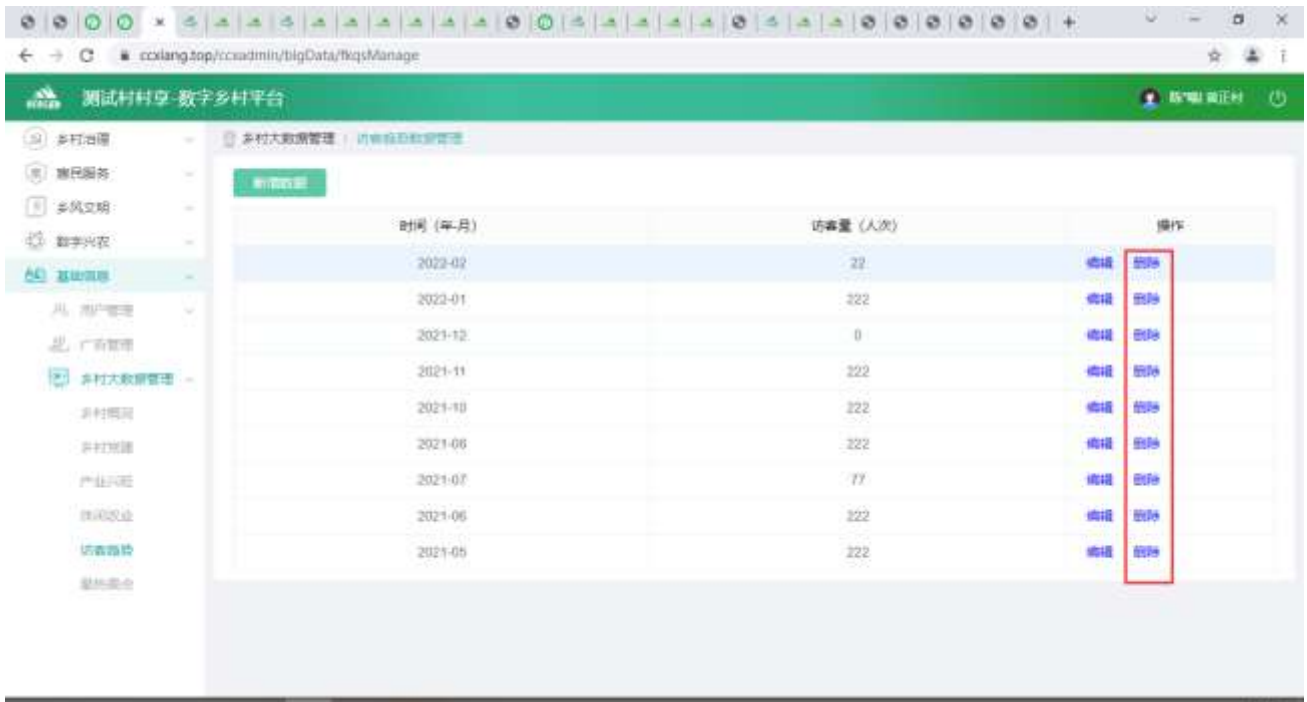 ccxiang.top/ccxadmin/bigData/fkqsManage
测试村村享-数字乡村平台
乡村治理
乡村大数据管理
惠民服务
新增数据
乡风文明
时间（年-月） 访客量（人次） 操作
数字兴农
2022-02 22 编辑 删除
基础信息
2022-01 222 编辑 删除
用户管理
2021-12 0 编辑 删除
广告管理
2021-11 222 编辑 删除
乡村大数据管理
2021-10 222 编辑 删除
乡村概况
2021-08 222 编辑 删除
乡村党建
2021-07 77 编辑 删除
产业兴旺
2021-06 222 编辑 删除
休闲农业
2021-05 222 编辑 删除
访客趋势